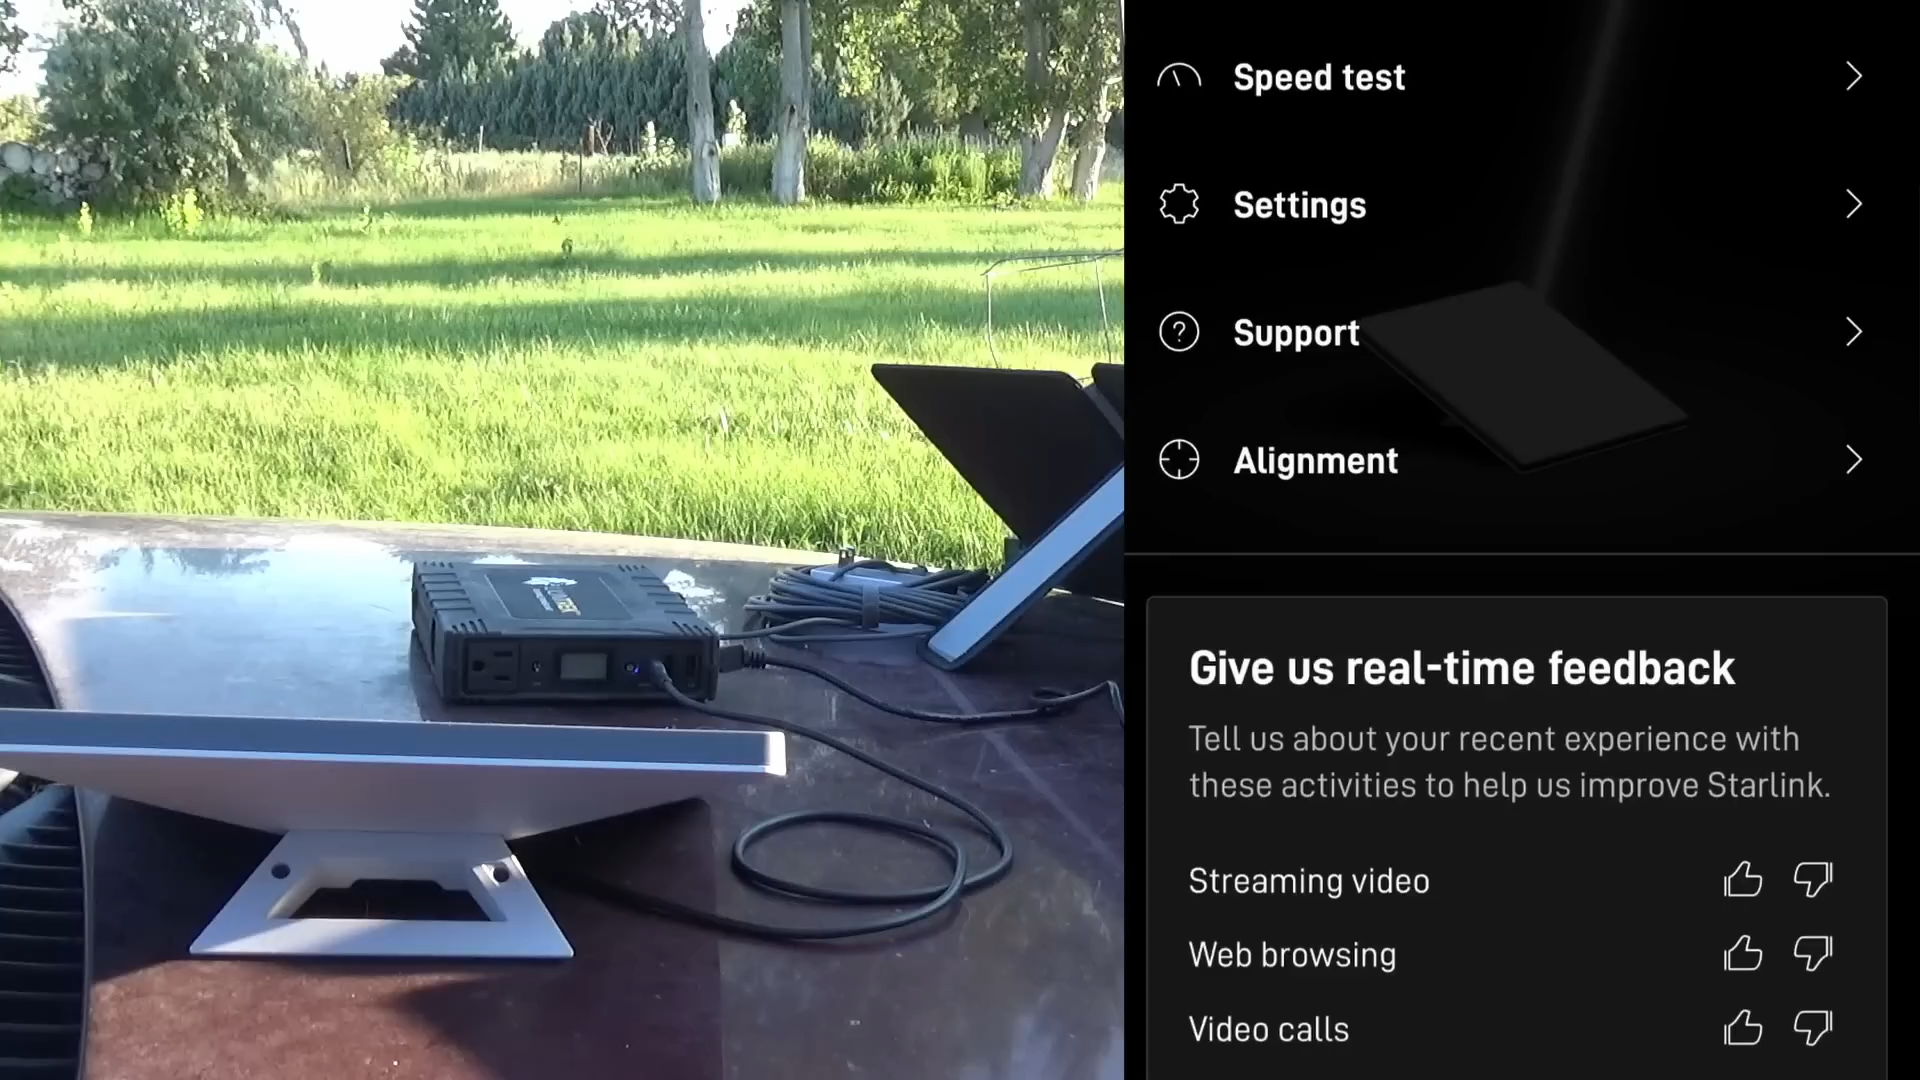 Speed test
Settings
Support
Alignment
Give us real-time feedback
Tell us about your recent experience with
these activities to help us improve Starlink.
Streaming video
Web browsing
Video calls